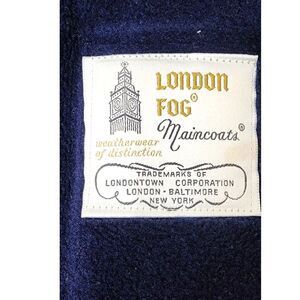 LONDON
FOG®
Maincoats®
weatherwear
of distinction
TRADEMARKS OF
LONDONTOWN CORPORATION
LONDON · BALTIMORE
NEW YORK